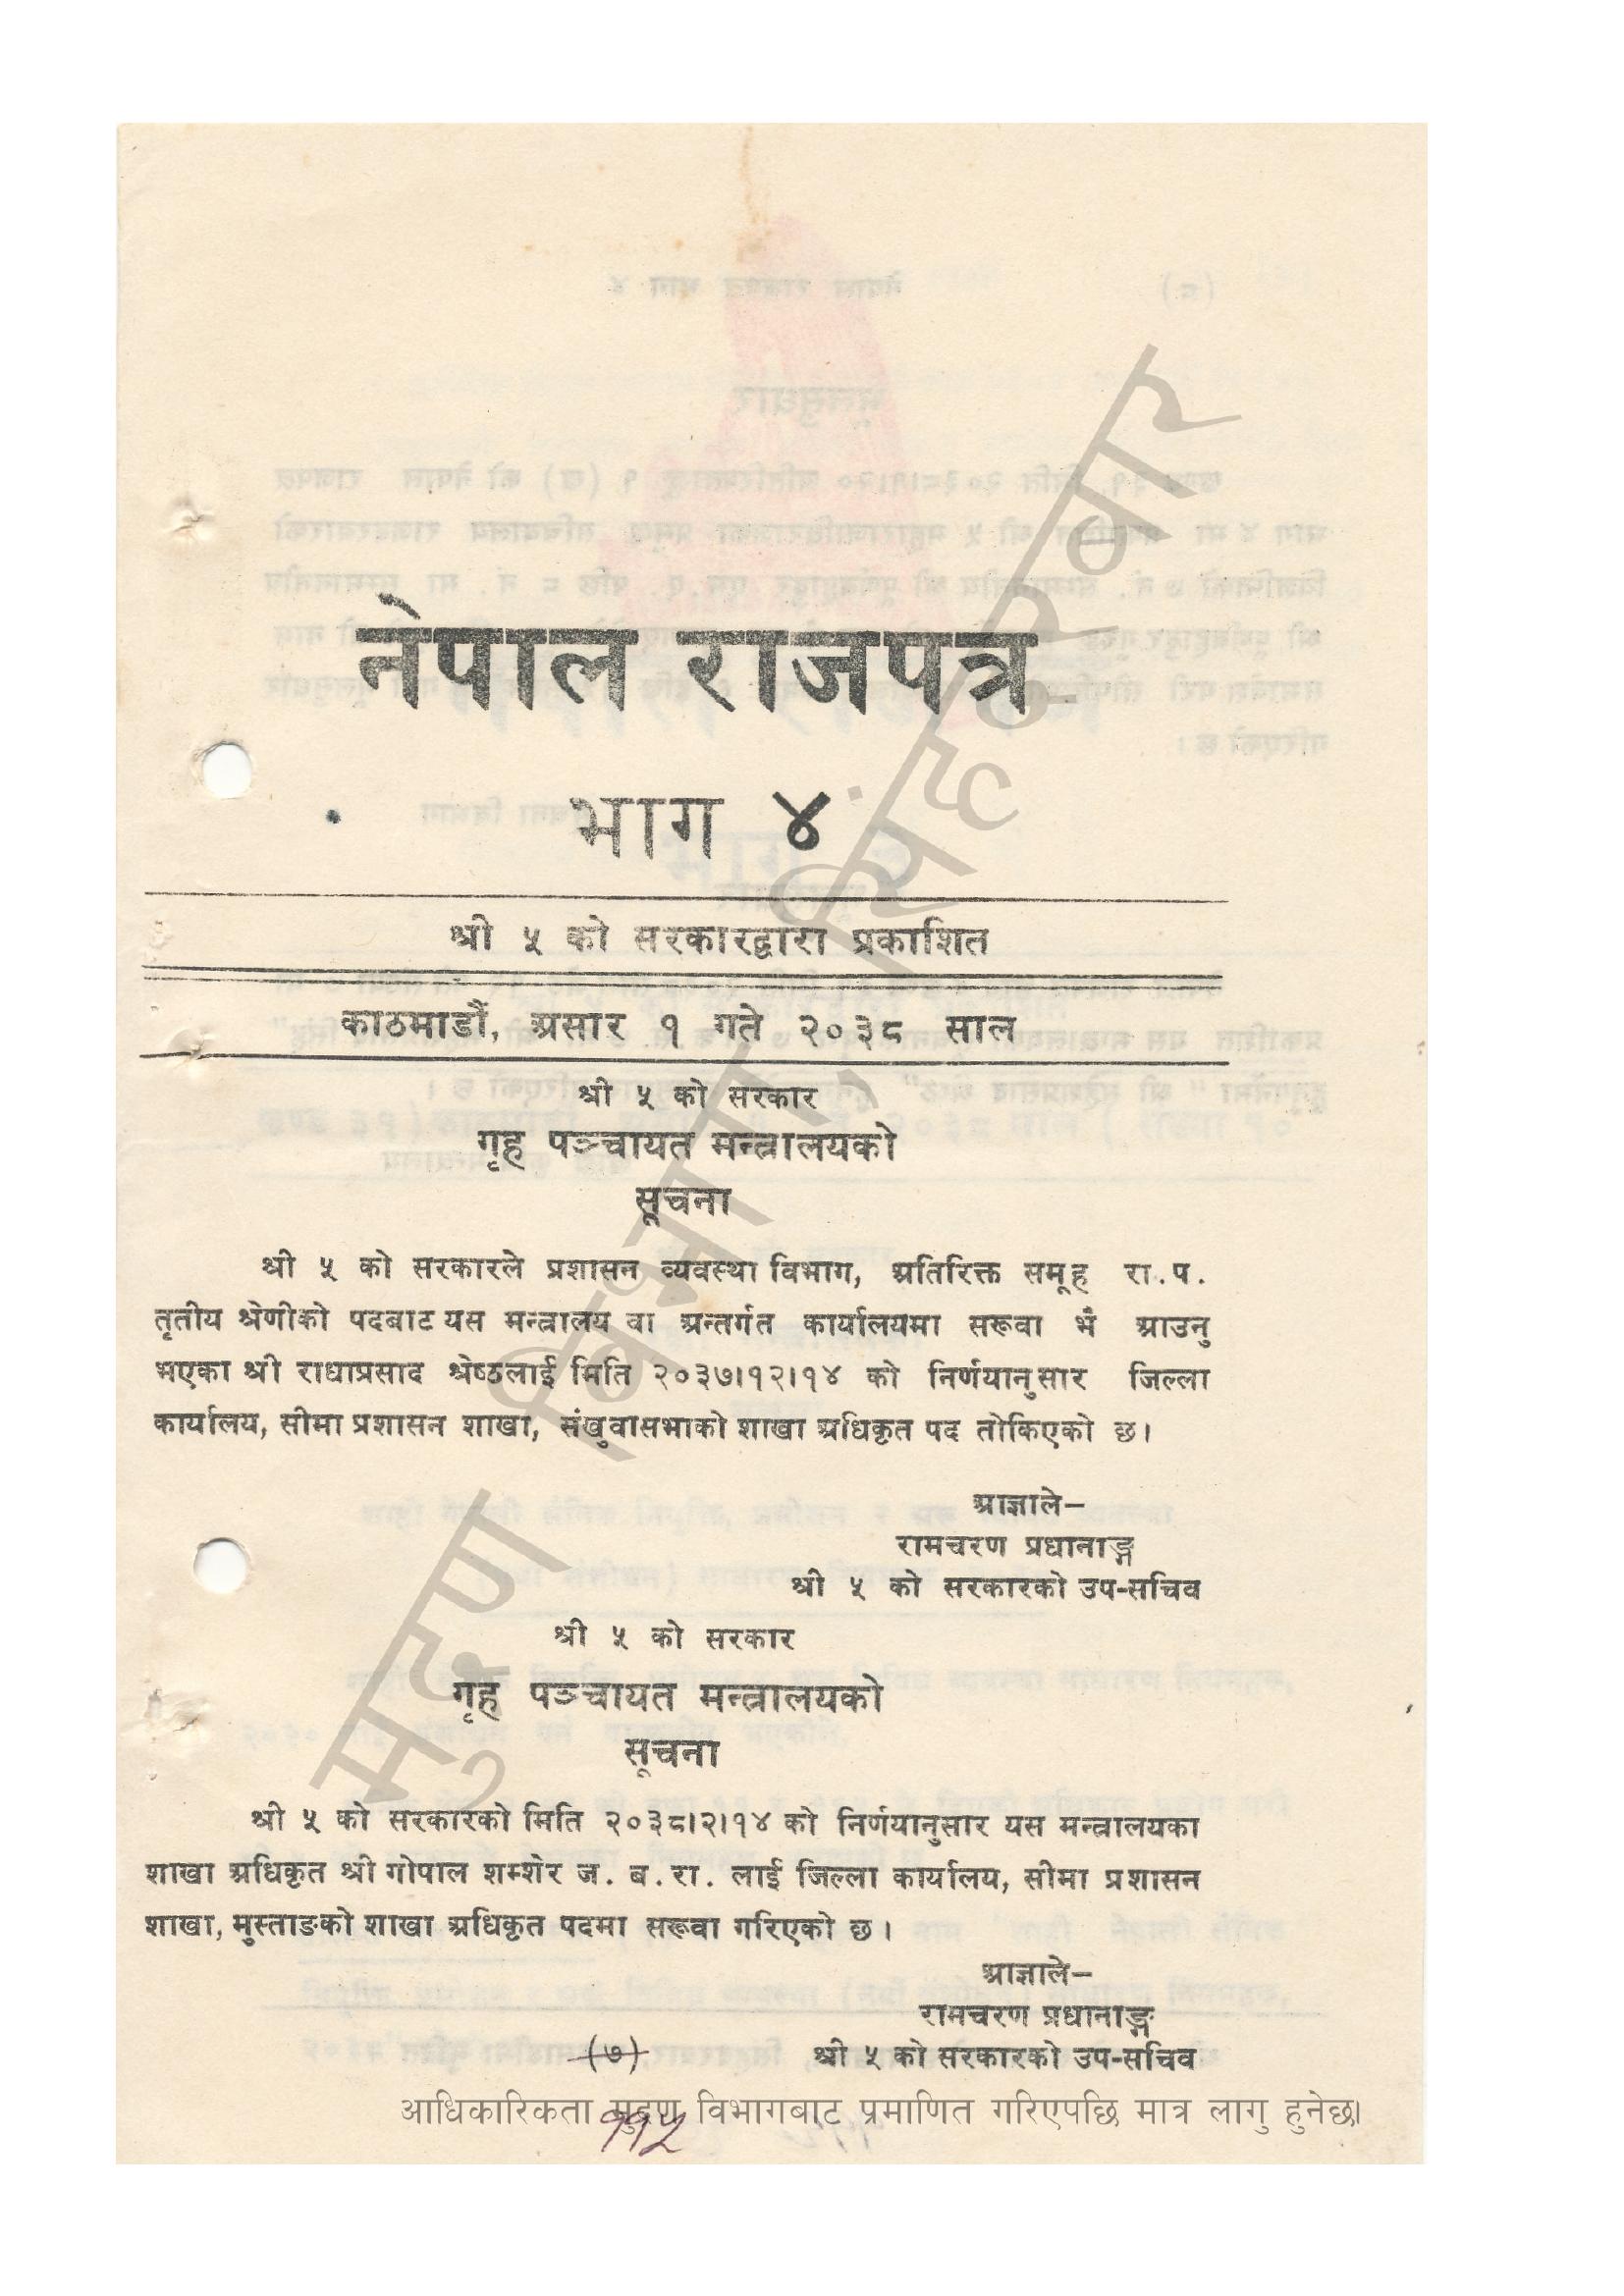 नेपाल राजपत्र
भाग ४
श्री ५ को सरकारद्वारा प्रकाशित
काठमाडौं, असार १ गते २०३८ साल
श्री ५ को सरकार
गृह पञ्चायत मन्त्रालयको
सूचना
श्री ५ को सरकारले प्रशासन व्यवस्था विभाग, अतिरिक्त समूह रा.प.
तृतीय श्रेणीको पदबाट यस मन्त्रालय वा अन्तर्गत कार्यालयमा सरूवा भै आउनु
भएका श्री राधाप्रसाद श्रेष्ठलाई मिति २०३७।१२।१४ को निर्णयानुसार जिल्ला
कार्यालय, सीमा प्रशासन शाखा, संखुवासभाको शाखा अधिकृत पद तोकिएको छ।
आज्ञाले–
रामचरण प्रधानाङ्ग
श्री ५ को सरकारको उप-सचिव
श्री ५ को सरकार
गृह पञ्चायत मन्त्रालयको
सूचना
श्री ५ को सरकारको मिति २०३८।२।१४ को निर्णयानुसार यस मन्त्रालयका
शाखा अधिकृत श्री गोपाल शम्शेर ज. ब. रा. लाई जिल्ला कार्यालय, सीमा प्रशासन
शाखा, मुस्ताङको शाखा अधिकृत पदमा सरूवा गरिएको छ।
आज्ञाले–
रामचरण प्रधानाङ्ग
श्री ५ को सरकारको उप-सचिव
(७)
आधिकारिकता मुद्रण विभागबाट प्रमाणित गरिएपछि मात्र लागु हुनेछ।
११५
मुद्रण विभाग, सिंहदरबार